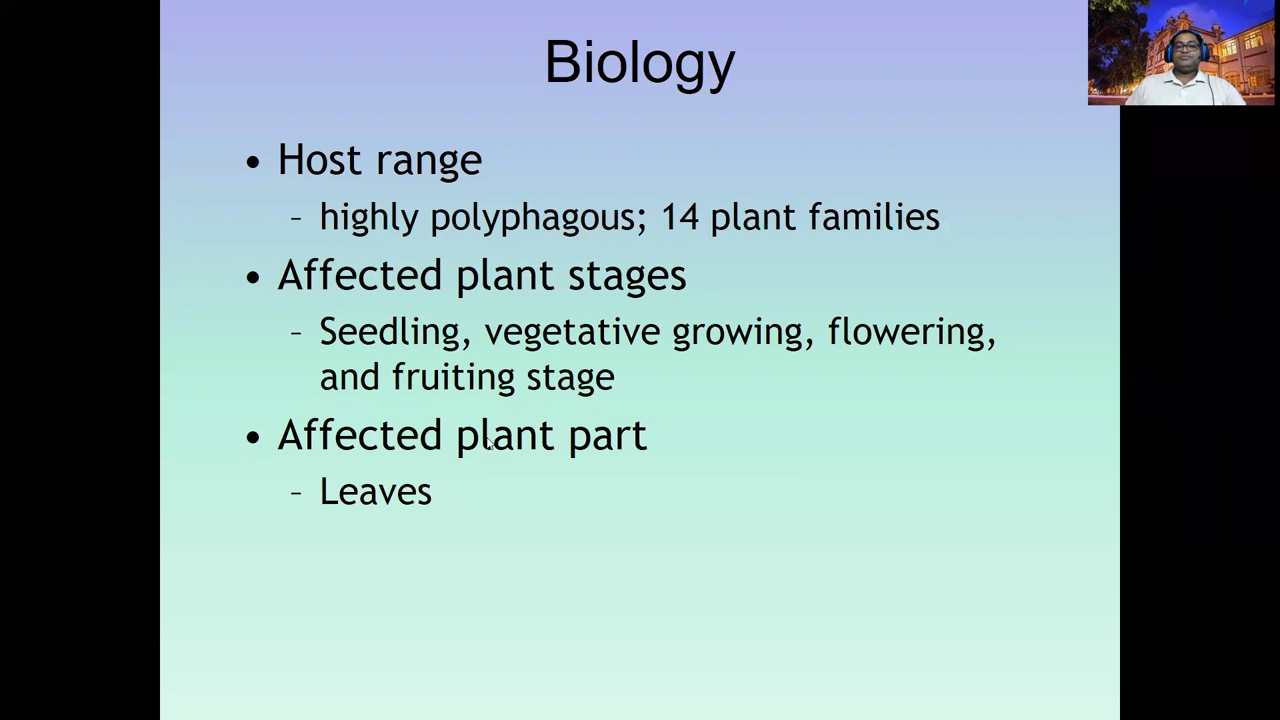 Biology
• Host range
– highly polyphagous; 14 plant families
• Affected plant stages
– Seedling, vegetative growing, flowering,
and fruiting stage
• Affected plant part
– Leaves